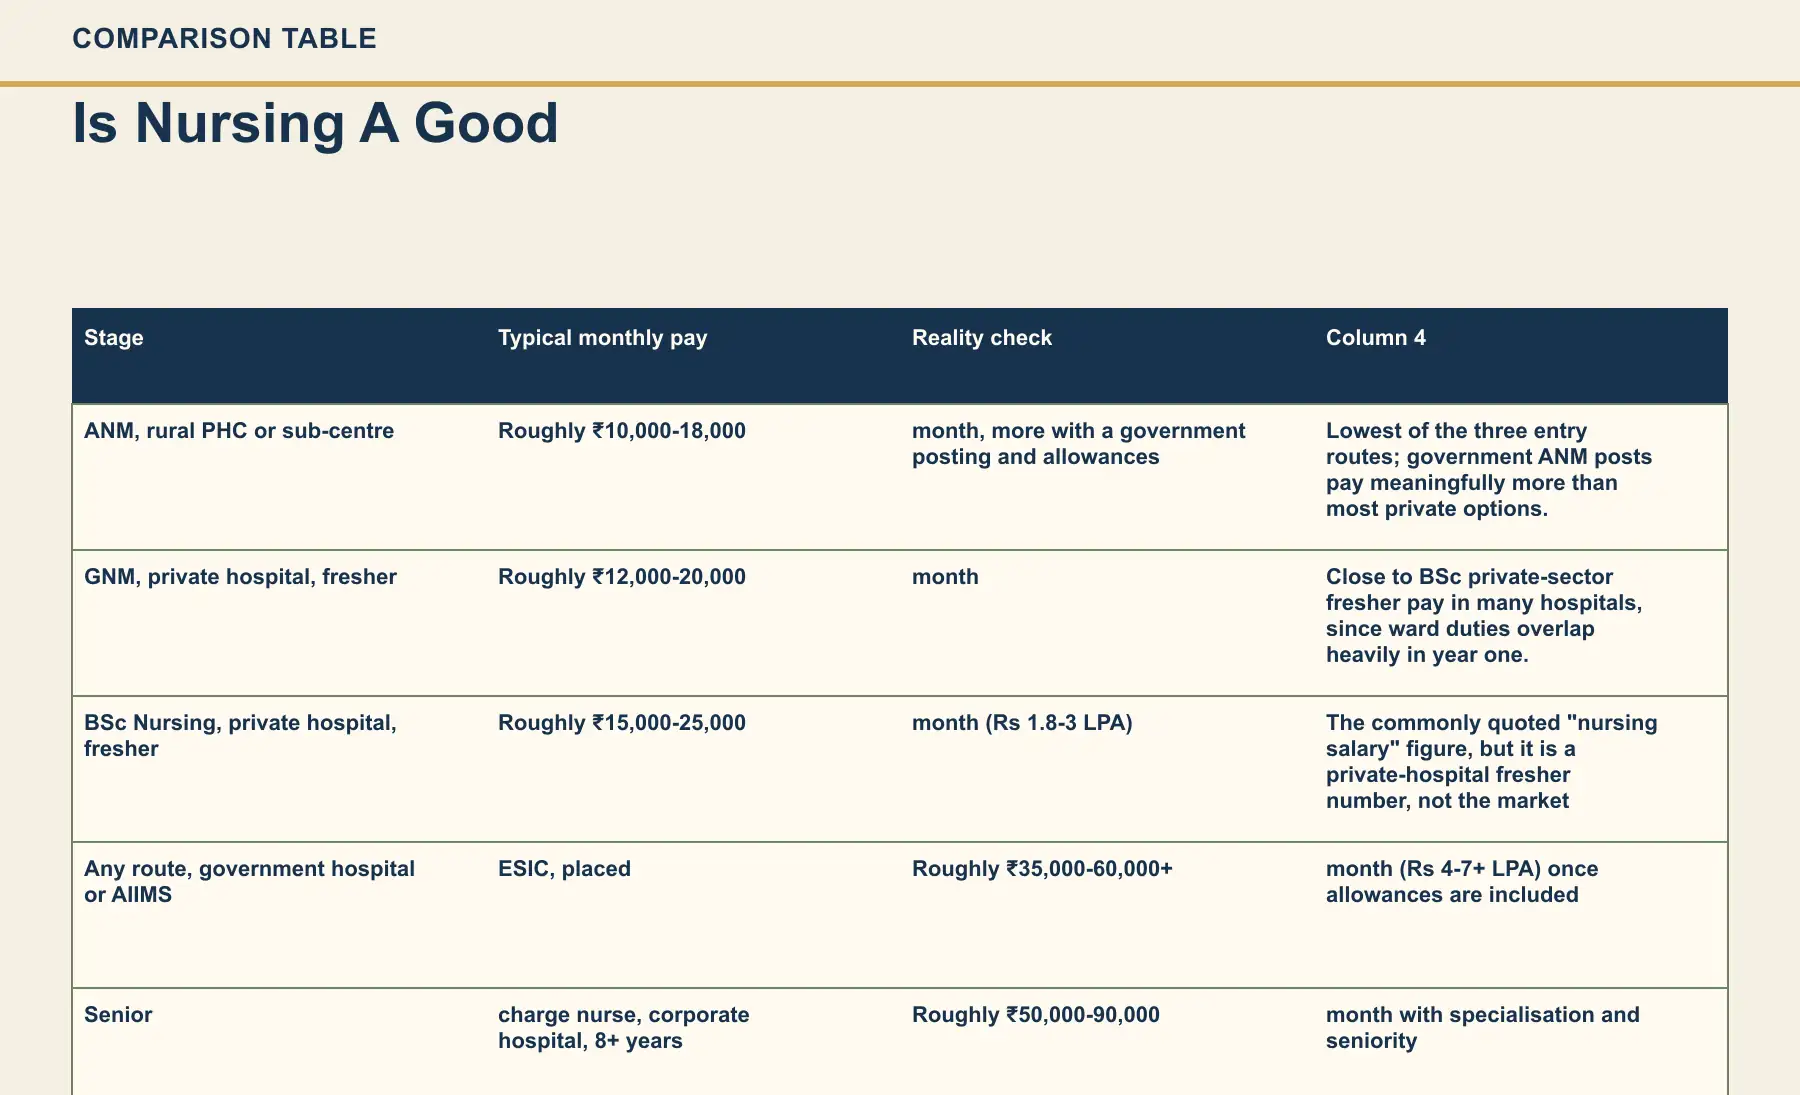 COMPARISON TABLE
Is Nursing A Good
Stage
Typical monthly pay
Reality check
Column 4
ANM, rural PHC or sub-centre
Roughly ₹10,000-18,000
month, more with a government
posting and allowances
Lowest of the three entry
routes; government ANM posts
pay meaningfully more than
most private options.
GNM, private hospital, fresher
Roughly ₹12,000-20,000
month
Close to BSc private-sector
fresher pay in many hospitals,
since ward duties overlap
heavily in year one.
BSc Nursing, private hospital,
fresher
Roughly ₹15,000-25,000
month (Rs 1.8-3 LPA)
The commonly quoted "nursing
salary" figure, but it is a
private-hospital fresher
number, not the market
Any route, government hospital
or AIIMS
ESIC, placed
Roughly ₹35,000-60,000+
month (Rs 4-7+ LPA) once
allowances are included
Senior
charge nurse, corporate
hospital, 8+ years
Roughly ₹50,000-90,000
month with specialisation and
seniority